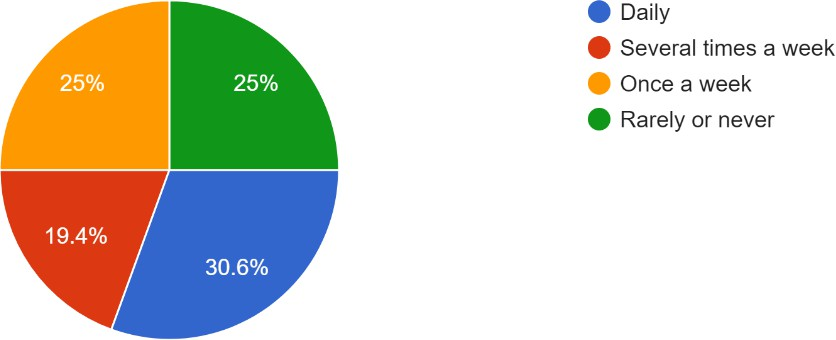 25%
25%
19.4%
30.6%
Daily
Several times a week
Once a week
Rarely or never